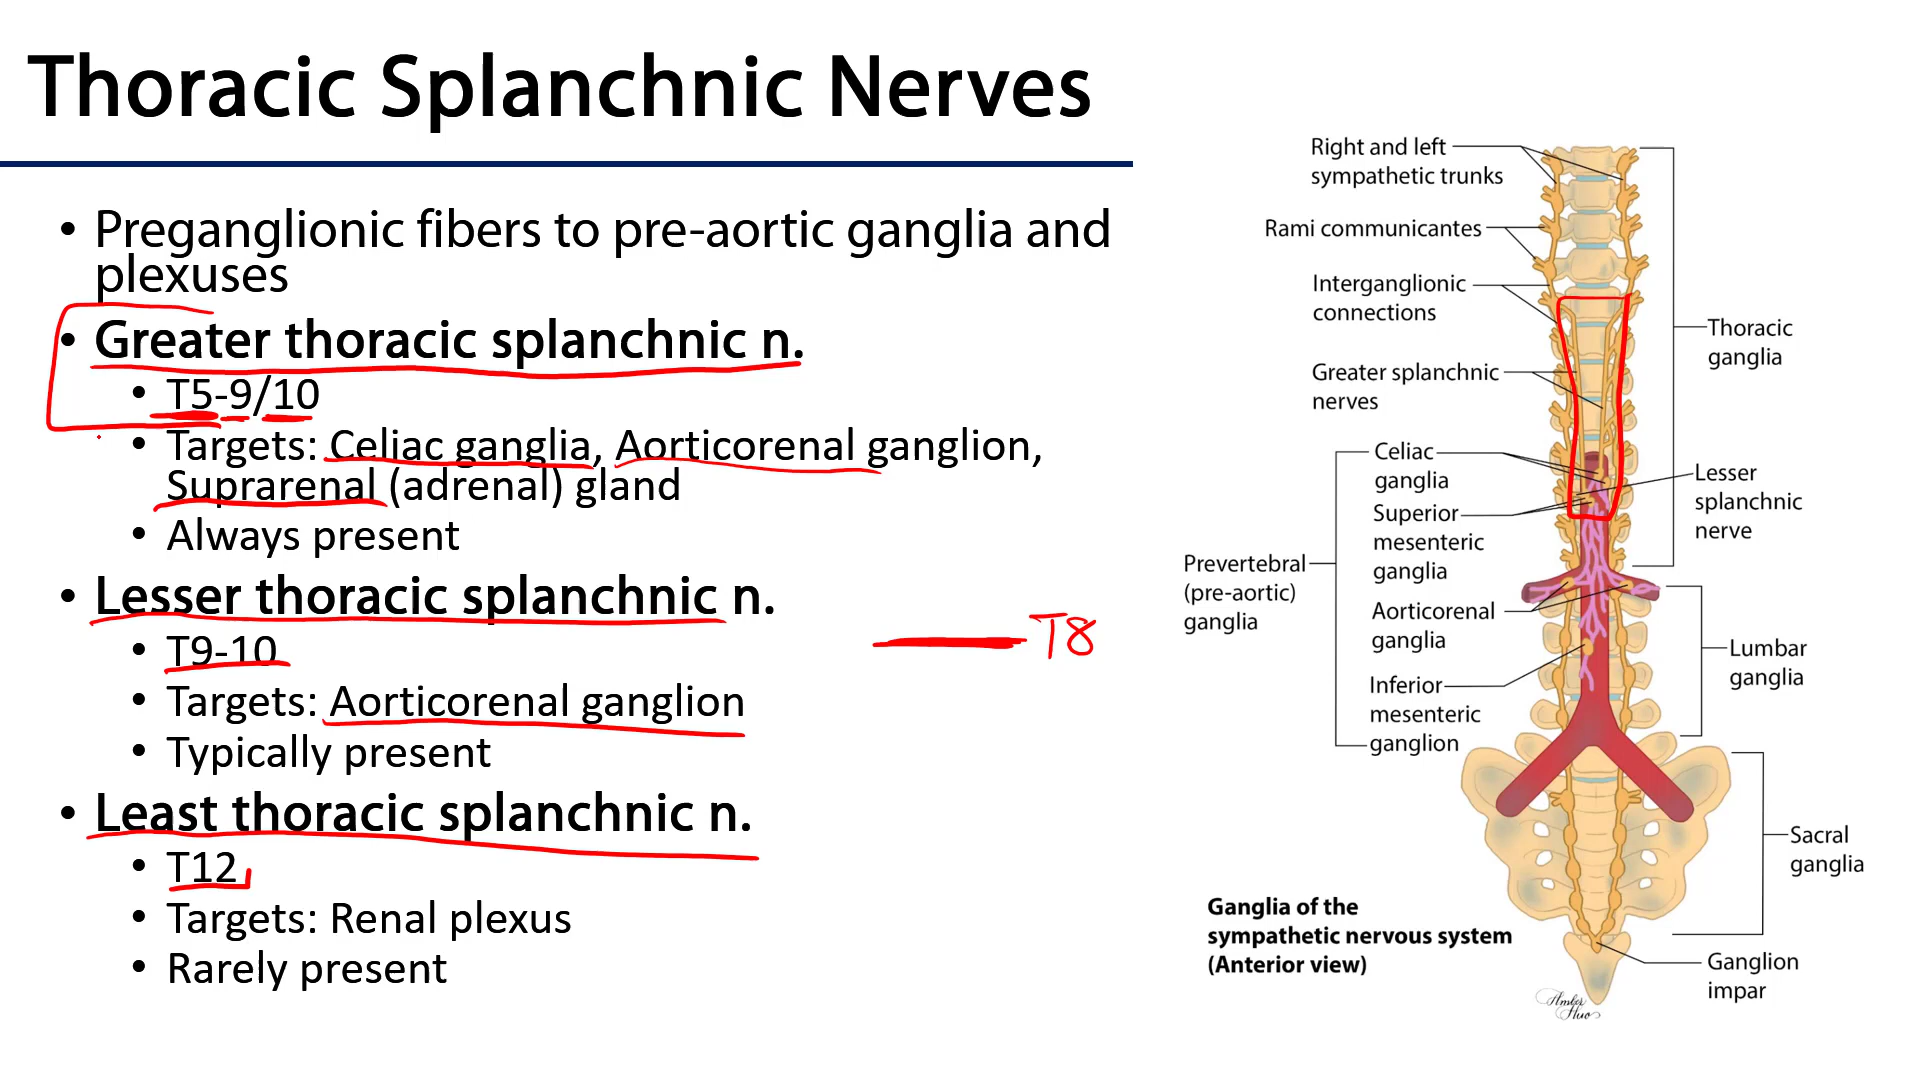 Thoracic Splanchnic Nerves
• Preganglionic fibers to pre-aortic ganglia and
plexuses
• Greater thoracic splanchnic n.
• T5-9/10
• Targets: Celiac ganglia, Aorticorenal ganglion,
Suprarenal (adrenal) gland
• Always present
• Lesser thoracic splanchnic n.
• T9-10
• Targets: Aorticorenal ganglion
• Typically present
• Least thoracic splanchnic n.
• T12
• Targets: Renal plexus
• Rarely present
T8
Right and left
sympathetic trunks
Rami communicantes
Interganglionic
connections
Greater splanchnic
nerves
Celiac
ganglia
Superior
mesenteric
ganglia
Prevertebral
(pre-aortic)
ganglia
Aorticorenal
ganglia
Inferior
mesenteric
ganglion
Thoracic
ganglia
Lesser
splanchnic
nerve
Lumbar
ganglia
Sacral
ganglia
Ganglion
impar
Ganglia of the
sympathetic nervous system
(Anterior view)
Amber
Huo